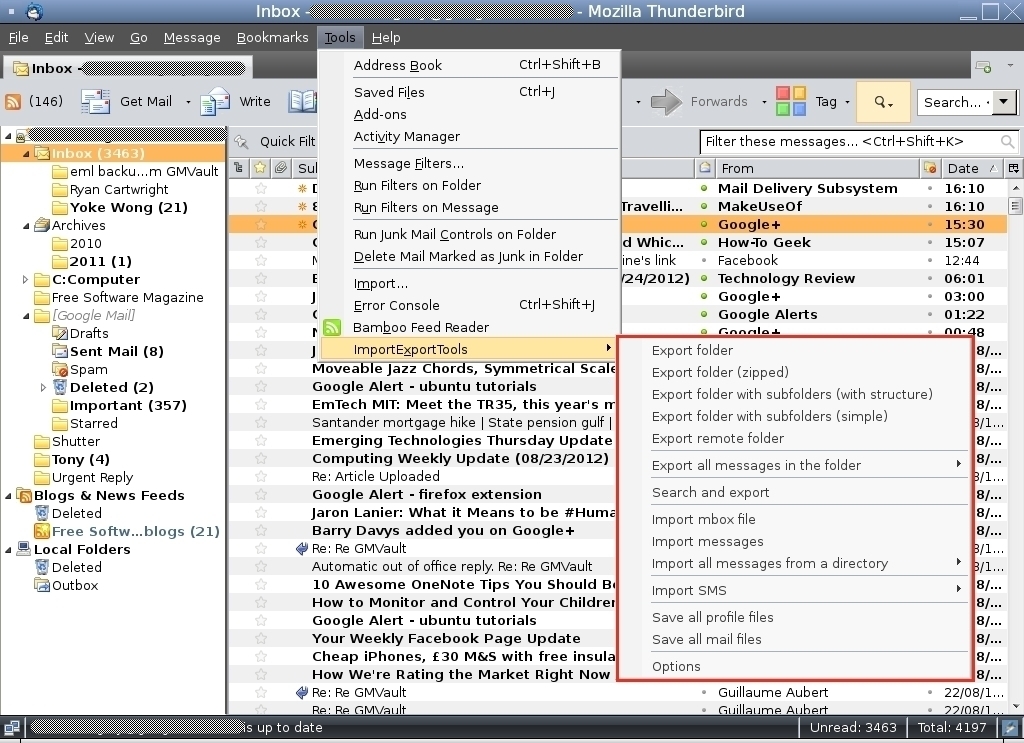 Inbox - - Mozilla Thunderbird
File Edit View Go Message Bookmarks Tools Help
Inbox -
(146) Get Mail Write Forwards Tag Search...
Quick Filt Filter these messages... <Ctrl+Shift+K>
Inbox (3463)
eml backu...m GMVault
Ryan Cartwright
Yoke Wong (21)
Archives
2010
2011 (1)
C:Computer
Free Software Magazine
[Google Mail]
Drafts
Sent Mail (8)
Spam
Deleted (2)
Important (357)
Starred
Shutter
Tony (4)
Urgent Reply
Blogs & News Feeds
Deleted
Free Softw...blogs (21)
Local Folders
Deleted
Outbox
Address Book Ctrl+Shift+B
Saved Files Ctrl+J
Add-ons
Activity Manager
Message Filters...
Run Filters on Folder
Run Filters on Message
Run Junk Mail Controls on Folder
Delete Mail Marked as Junk in Folder
Import...
Error Console Ctrl+Shift+J
Bamboo Feed Reader
ImportExportTools
Export folder
Export folder (zipped)
Export folder with subfolders (with structure)
Export folder with subfolders (simple)
Export remote folder
Export all messages in the folder
Search and export
Import mbox file
Import messages
Import all messages from a directory
Import SMS
Save all profile files
Save all mail files
Options
Su From Date
Mail Delivery Subsystem 16:10
8 Travelli... MakeUseOf 16:10
Google+ 15:30
d Whic... How-To Geek 15:07
ine's link Facebook 12:44
/24/2012) Technology Review 06:01
Google+ 03:00
Google Alerts 01:22
Google+ 00:48
Moveable Jazz Chords, Symmetrical Scale
Google Alert - ubuntu tutorials
EmTech MIT: Meet the TR35, this year's m
Santander mortgage hike | State pension gulf |
Emerging Technologies Thursday Update
Computing Weekly Update (08/23/2012)
Re: Article Uploaded
Google Alert - firefox extension
Jaron Lanier: What it Means to be #Huma
Barry Davys added you on Google+
Re: Re GMVault
Automatic out of office reply. Re: Re GMVault
10 Awesome OneNote Tips You Should Be
How to Monitor and Control Your Children
Google Alert - ubuntu tutorials
Your Weekly Facebook Page Update
Cheap iPhones, £30 M&S with free insula
How We're Rating the Market Right Now
Re: Re GMVault Guillaume Aubert 22/08/1...
Re: Re GMVault Guillaume Aubert 22/08/1...
is up to date Unread: 3463 Total: 4197